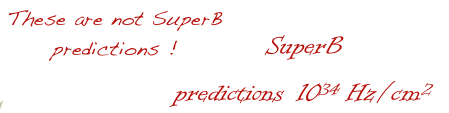 These are not SuperB
predictions !
SuperB
predictions 10³⁴ Hz/cm²